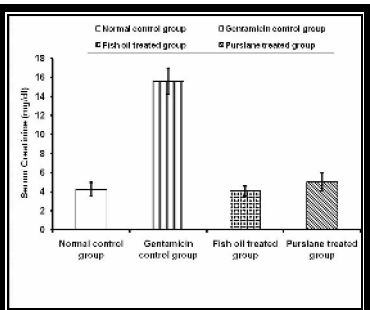 Normal control group
Gentamicin control group
Fish oil treated group
Purslane treated group
18
16
14
12
10
8
6
4
2
0
Serum Creatinine (mg/dl)
Normal control group
Gentamicin control group
Fish oil treated group
Purslane treated group